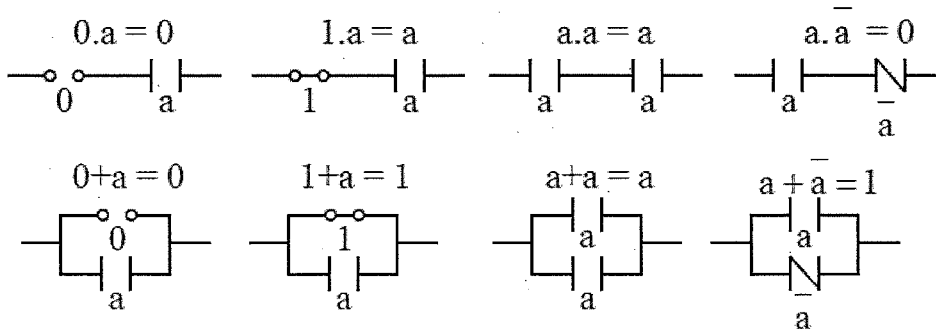 0.a = 0 1.a = a a.a = a a. a̅ = 0
0 a 1 a a a a a̅
0+a = 0 1+a = 1 a+a = a a + a̅ = 1
0 1 a a
a a a a̅